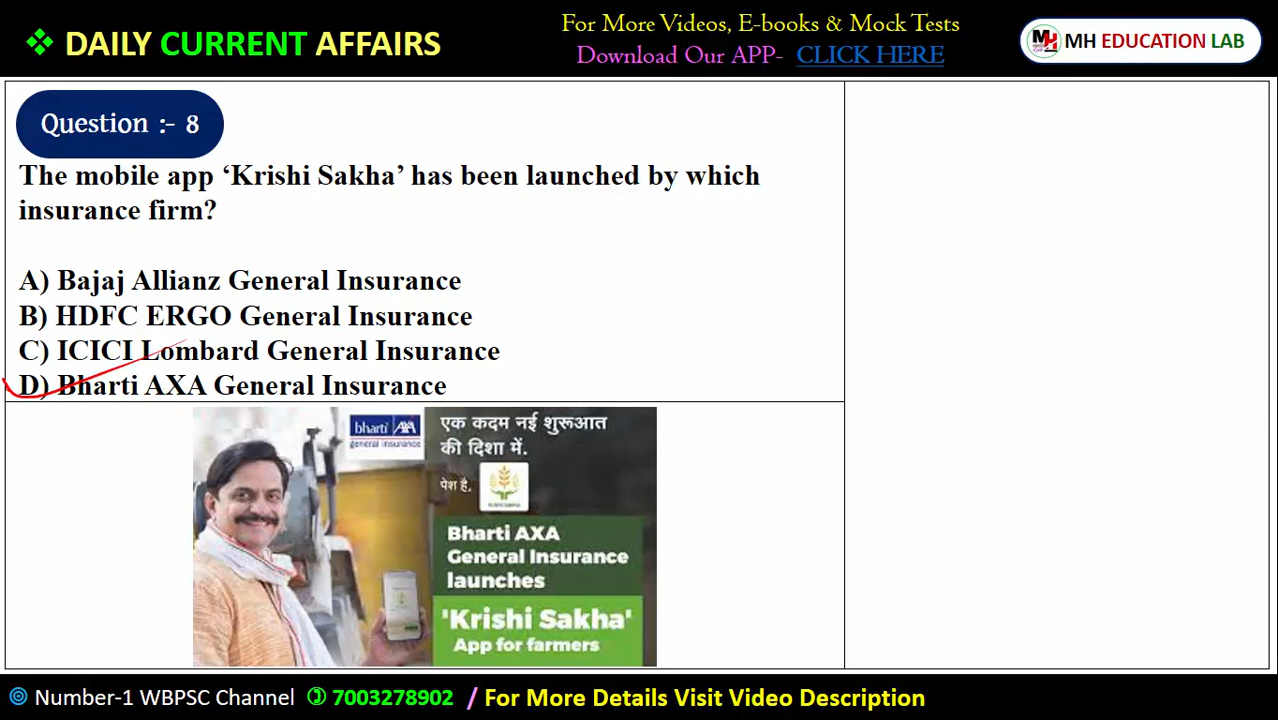 ❖ DAILY CURRENT AFFAIRS
For More Videos, E-books & Mock Tests
Download Our APP- CLICK HERE
MH EDUCATION LAB
Question :- 8
The mobile app ‘Krishi Sakha’ has been launched by which
insurance firm?
A) Bajaj Allianz General Insurance
B) HDFC ERGO General Insurance
C) ICICI Lombard General Insurance
D) Bharti AXA General Insurance
bharti AXA
general insurance
एक कदम नई शुरूआत
की दिशा में.
पेश है,
Bharti AXA
General Insurance
launches
'Krishi Sakha'
App for farmers
Number-1 WBPSC Channel 7003278902 / For More Details Visit Video Description